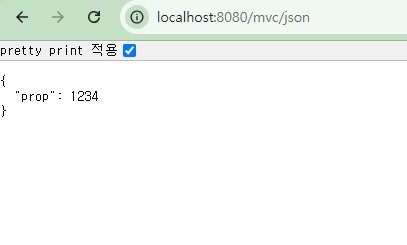 localhost:8080/mvc/json
pretty print 적용
{
  "prop": 1234
}